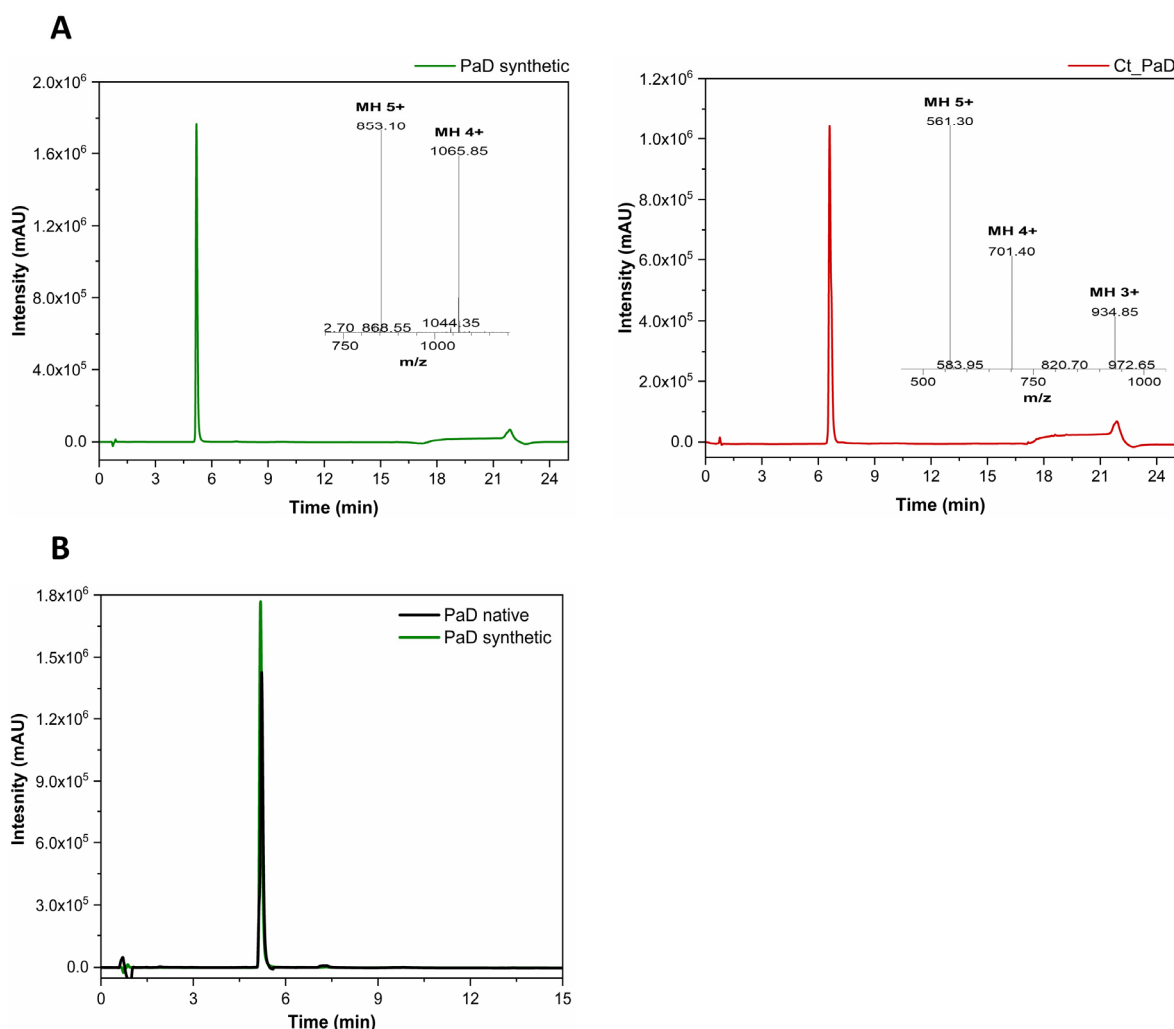 A
PaD synthetic
2.0x10⁶
1.6x10⁶
1.2x10⁶
8.0x10⁵
4.0x10⁵
0.0
Intensity (mAU)
0 3 6 9 12 15 18 21 24
Time (min)
MH 5+
853.10
MH 4+
1065.85
2.70 868.55 1044.35
750 1000
m/z
Ct_PaD
1.2x10⁶
1.0x10⁶
8.0x10⁵
6.0x10⁵
4.0x10⁵
2.0x10⁵
0.0
Intensity (mAU)
0 3 6 9 12 15 18 21 24
Time (min)
MH 5+
561.30
MH 4+
701.40
MH 3+
934.85
583.95 820.70 972.65
500 750 1000
m/z
B
PaD native
PaD synthetic
1.8x10⁶
1.5x10⁶
1.2x10⁶
9.0x10⁵
6.0x10⁵
3.0x10⁵
0.0
Intesnity (mAU)
0 3 6 9 12 15
Time (min)